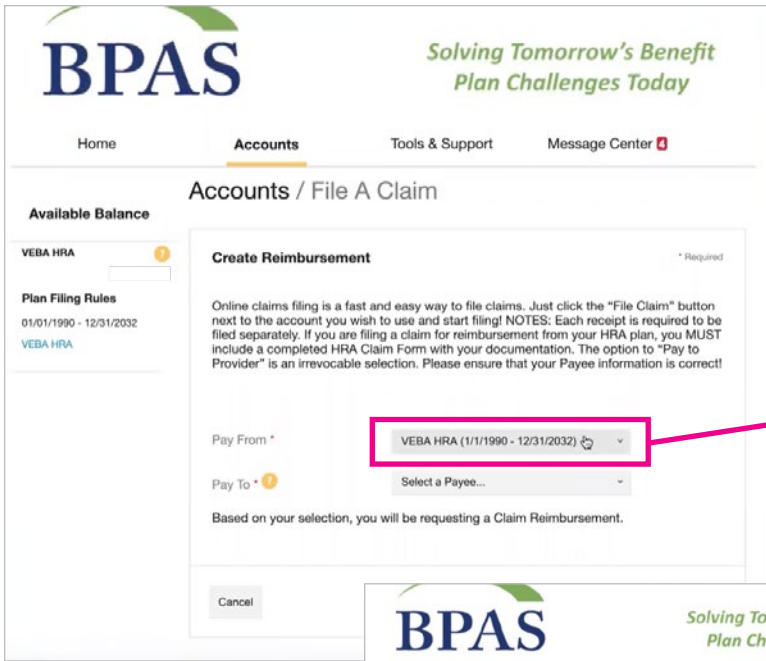 BPAS
Solving Tomorrow's Benefit
Plan Challenges Today
Home Accounts Tools & Support Message Center 4
Accounts / File A Claim
Available Balance
VEBA HRA ?
Plan Filing Rules
01/01/1990 - 12/31/2032
VEBA HRA
Create Reimbursement * Required
Online claims filing is a fast and easy way to file claims. Just click the “File Claim” button
next to the account you wish to use and start filing! NOTES: Each receipt is required to be
filed separately. If you are filing a claim for reimbursement from your HRA plan, you MUST
include a completed HRA Claim Form with your documentation. The option to “Pay to
Provider” is an irrevocable selection. Please ensure that your Payee information is correct!
Pay From * VEBA HRA (1/1/1990 - 12/31/2032)
Pay To * ? Select a Payee...
Based on your selection, you will be requesting a Claim Reimbursement.
Cancel
BPAS
Solving To
Plan Ch